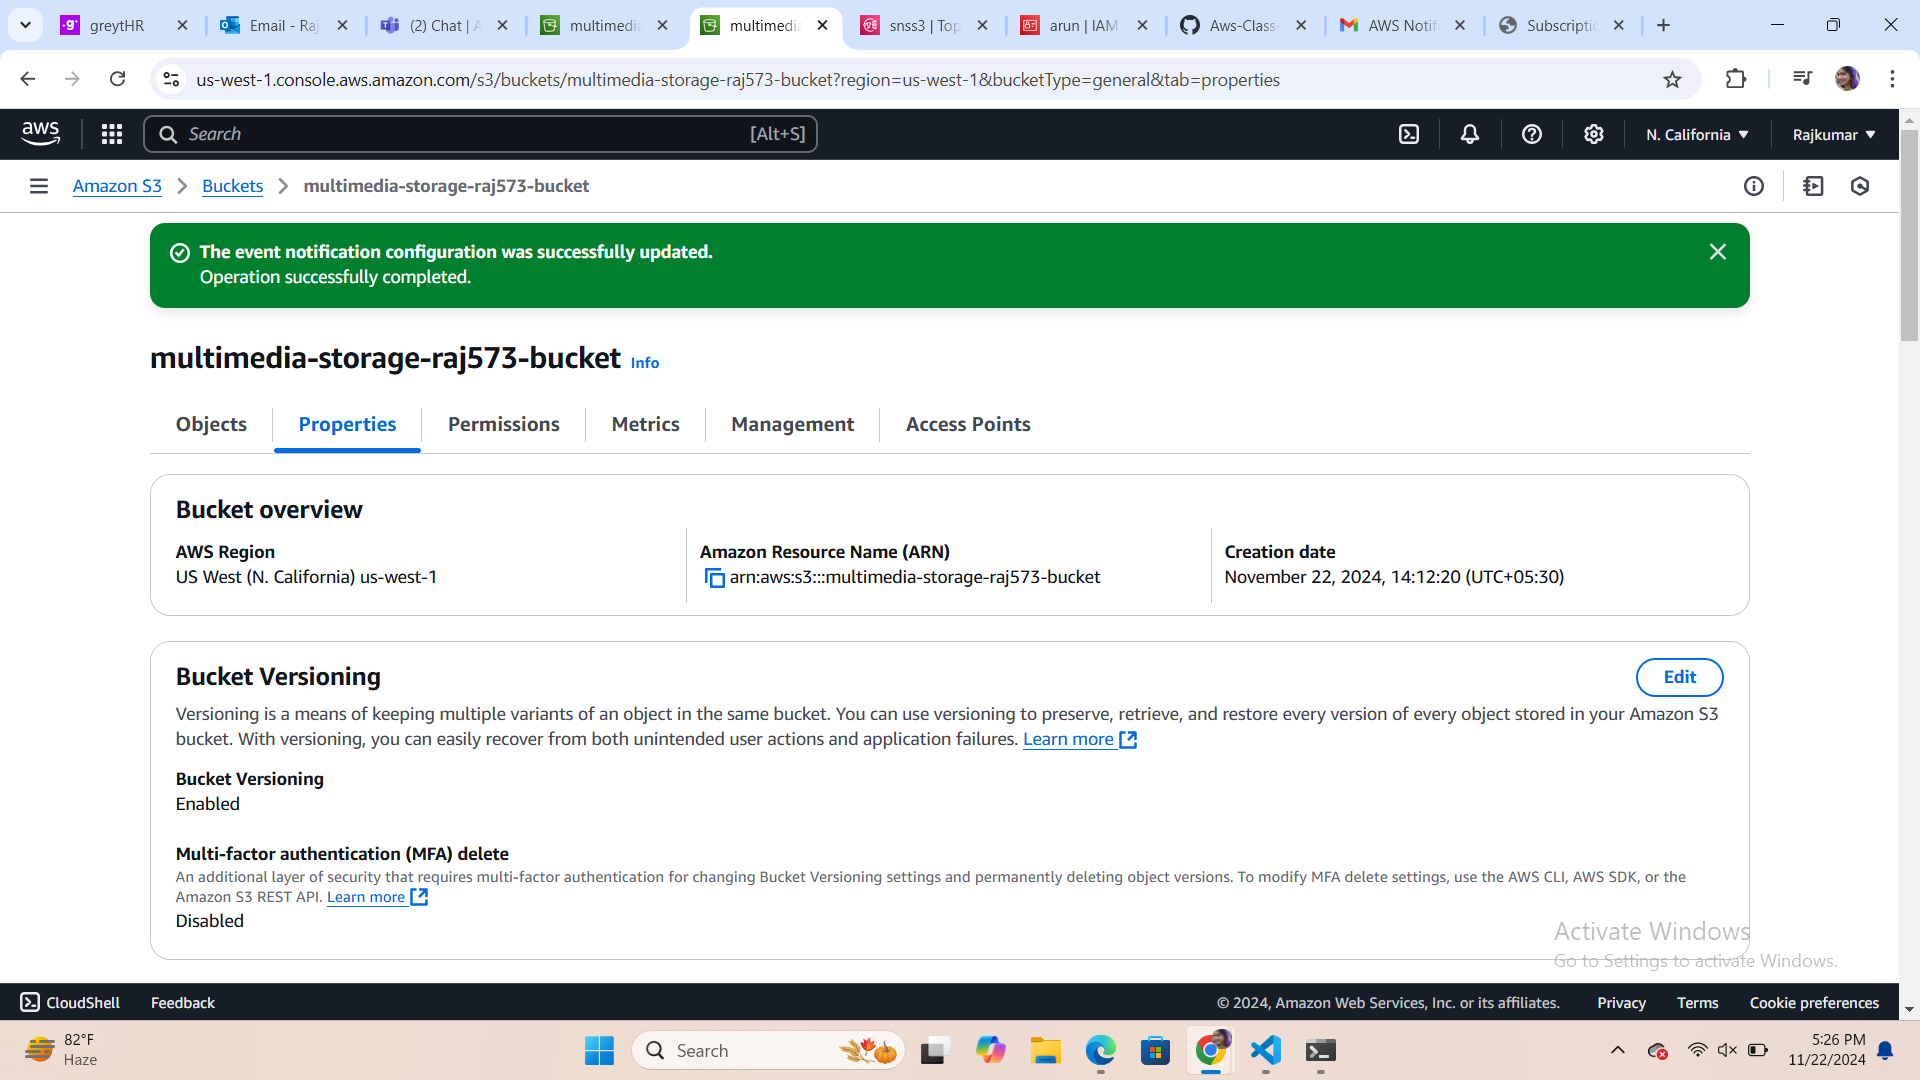 greytHR
Email - Raj
(2) Chat | A
multimedia
multimedia
snss3 | Top
arun | IAM
Aws-Class-
AWS Notifi
Subscriptio
us-west-1.console.aws.amazon.com/s3/buckets/multimedia-storage-raj573-bucket?region=us-west-1&bucketType=general&tab=properties
aws
Search
[Alt+S]
N. California
Rajkumar
Amazon S3
Buckets
multimedia-storage-raj573-bucket
The event notification configuration was successfully updated.
Operation successfully completed.
multimedia-storage-raj573-bucket
Info
Objects
Properties
Permissions
Metrics
Management
Access Points
Bucket overview
AWS Region
US West (N. California) us-west-1
Amazon Resource Name (ARN)
arn:aws:s3:::multimedia-storage-raj573-bucket
Creation date
November 22, 2024, 14:12:20 (UTC+05:30)
Bucket Versioning
Edit
Versioning is a means of keeping multiple variants of an object in the same bucket. You can use versioning to preserve, retrieve, and restore every version of every object stored in your Amazon S3
bucket. With versioning, you can easily recover from both unintended user actions and application failures. Learn more
Bucket Versioning
Enabled
Multi-factor authentication (MFA) delete
An additional layer of security that requires multi-factor authentication for changing Bucket Versioning settings and permanently deleting object versions. To modify MFA delete settings, use the AWS CLI, AWS SDK, or the
Amazon S3 REST API. Learn more
Disabled
Activate Windows
Go to Settings to activate Windows.
CloudShell
Feedback
© 2024, Amazon Web Services, Inc. or its affiliates.
Privacy
Terms
Cookie preferences
82°F
Haze
Search
5:26 PM
11/22/2024